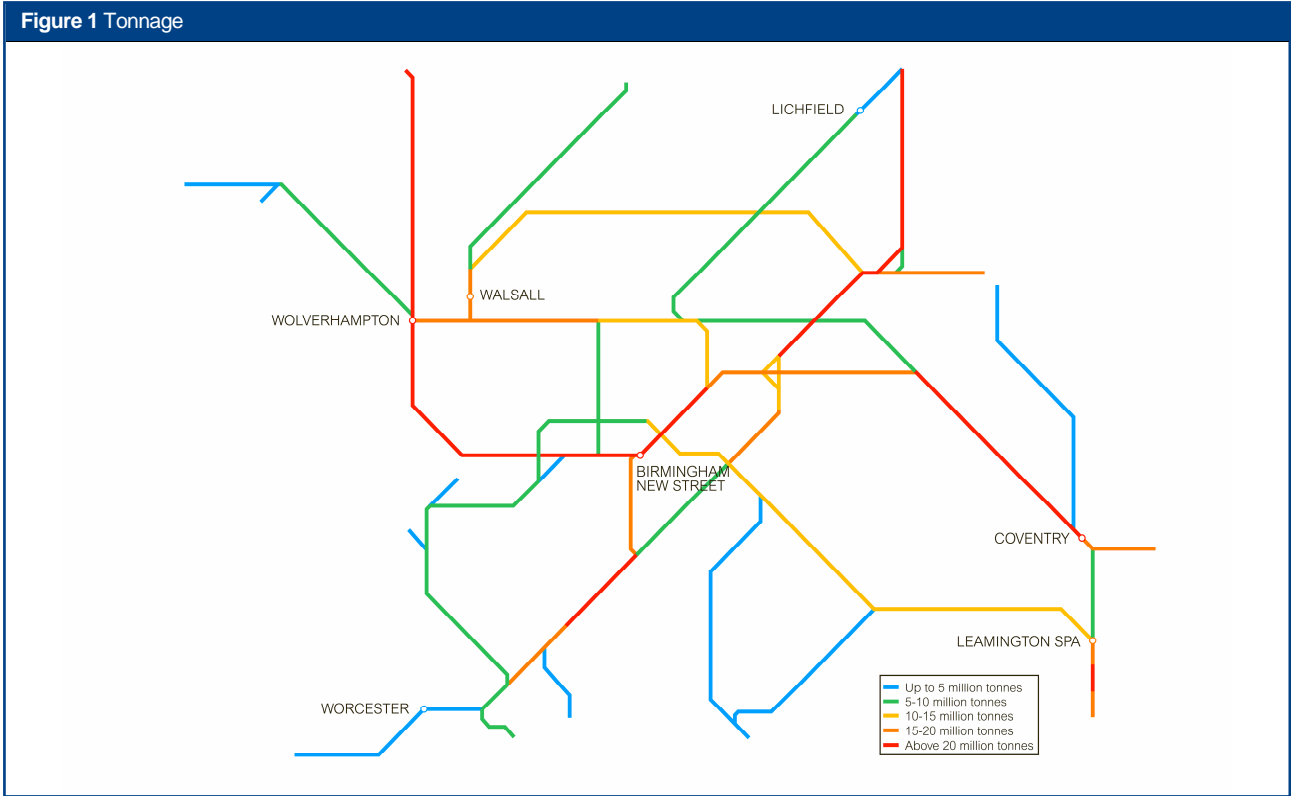 Figure 1 Tonnage
LICHFIELD
WALSALL
WOLVERHAMPTON
BIRMINGHAM
NEW STREET
COVENTRY
LEAMINGTON SPA
WORCESTER
Up to 5 million tonnes
5-10 million tonnes
10-15 million tonnes
15-20 million tonnes
Above 20 million tonnes